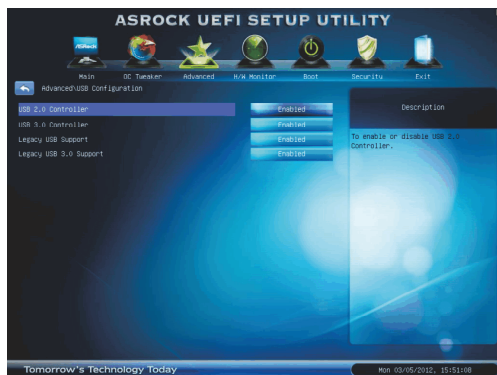 ASROCK UEFI SETUP UTILITY
ASRock
Main OC Tweaker Advanced H/W Monitor Boot Security Exit
Advanced\USB Configuration
USB 2.0 Controller Enabled
USB 3.0 Controller Enabled
Legacy USB Support Enabled
Legacy USB 3.0 Support Enabled
Description
To enable or disable USB 2.0
Controller.
Tomorrow's Technology Today
Mon 03/05/2012, 15:51:08